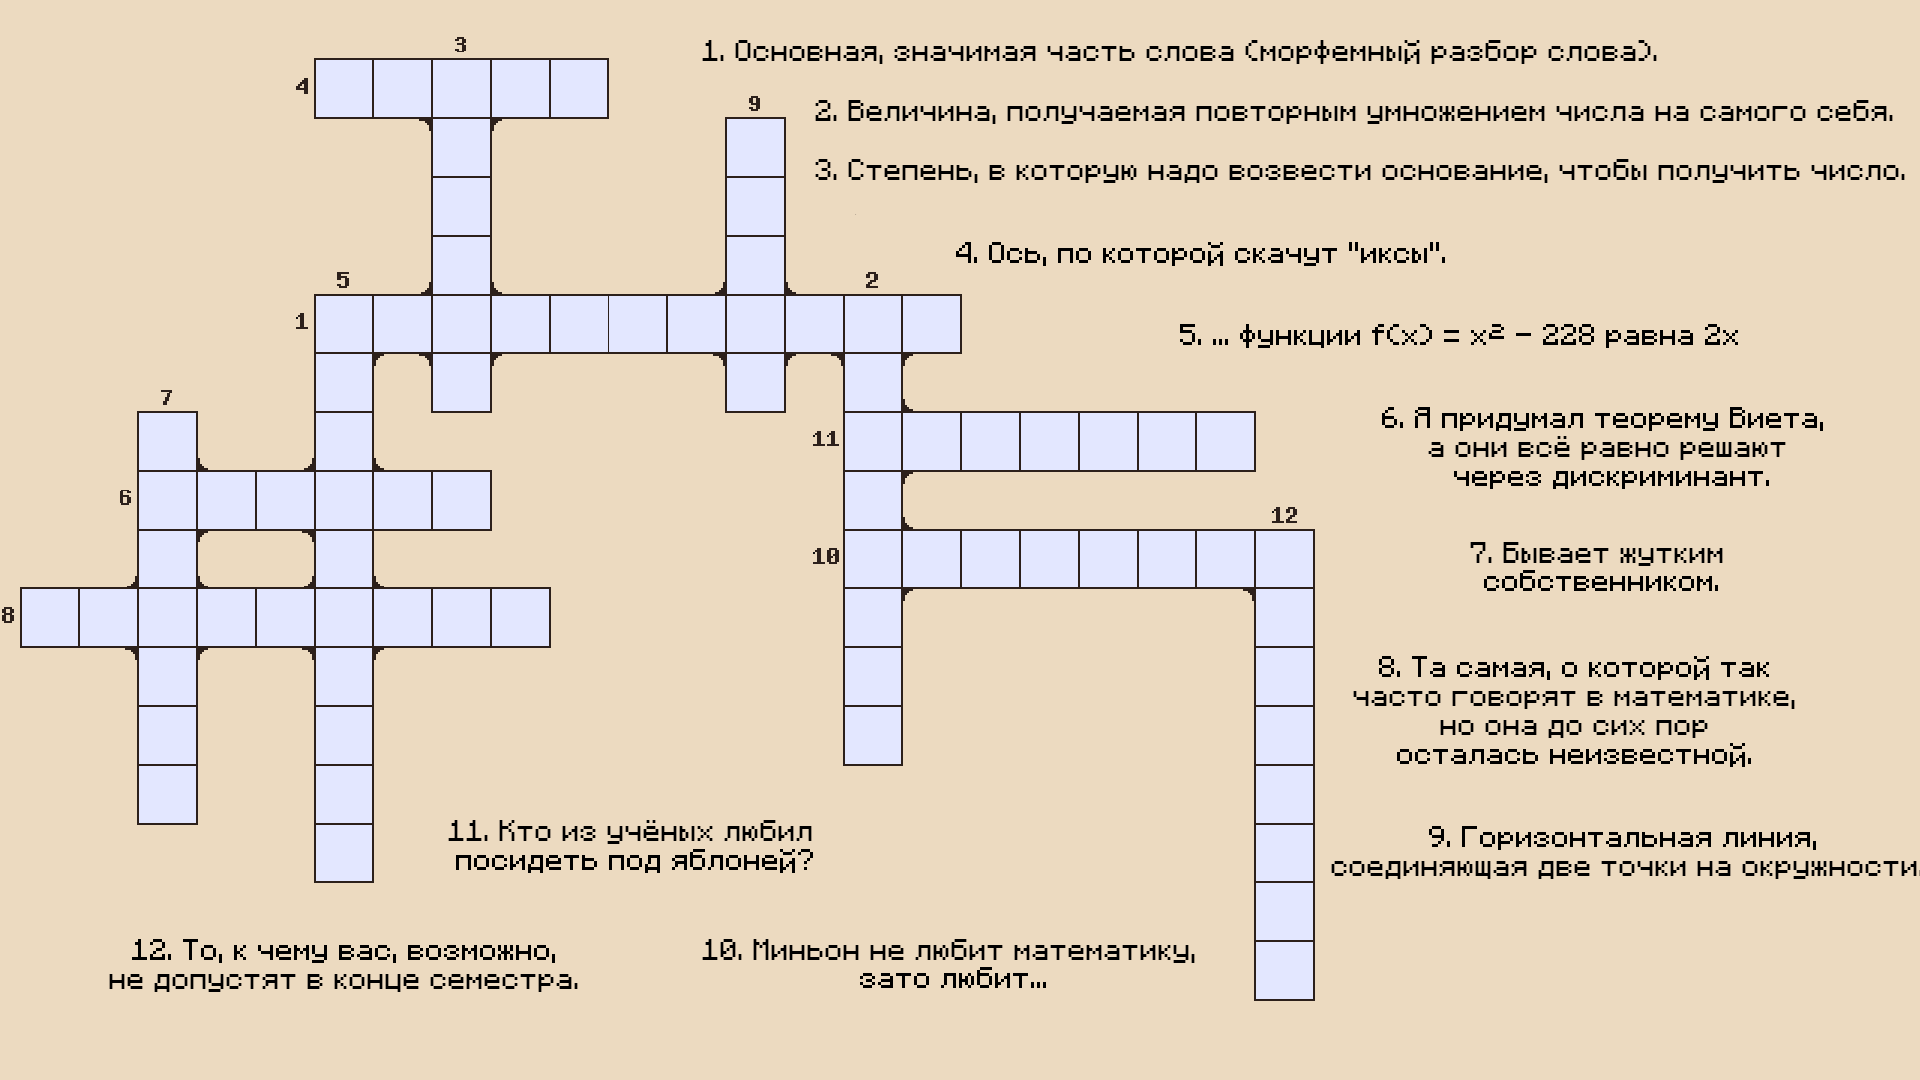 3
1. Основная, значимая часть слова (морфемный разбор слова).
4
9
2. Величина, получаемая повторным умножением числа на самого себя.
3. Степень, в которую надо возвести основание, чтобы получить число.
4. Ось, по которой скачут "иксы".
5
2
1
5. ... функции f(x) = x² - 228 равна 2x
7
11
6. Я придумал теорему Виета,
а они всё равно решают
через дискриминант.
6
12
10
7. Бывает жутким
собственником.
8
8. Та самая, о которой так
часто говорят в математике,
но она до сих пор
осталась неизвестной.
11. Кто из учёных любил
посидеть под яблоней?
9. Горизонтальная линия,
соединяющая две точки на окружности.
12. То, к чему вас, возможно,
не допустят в конце семестра.
10. Миньон не любит математику,
зато любит...